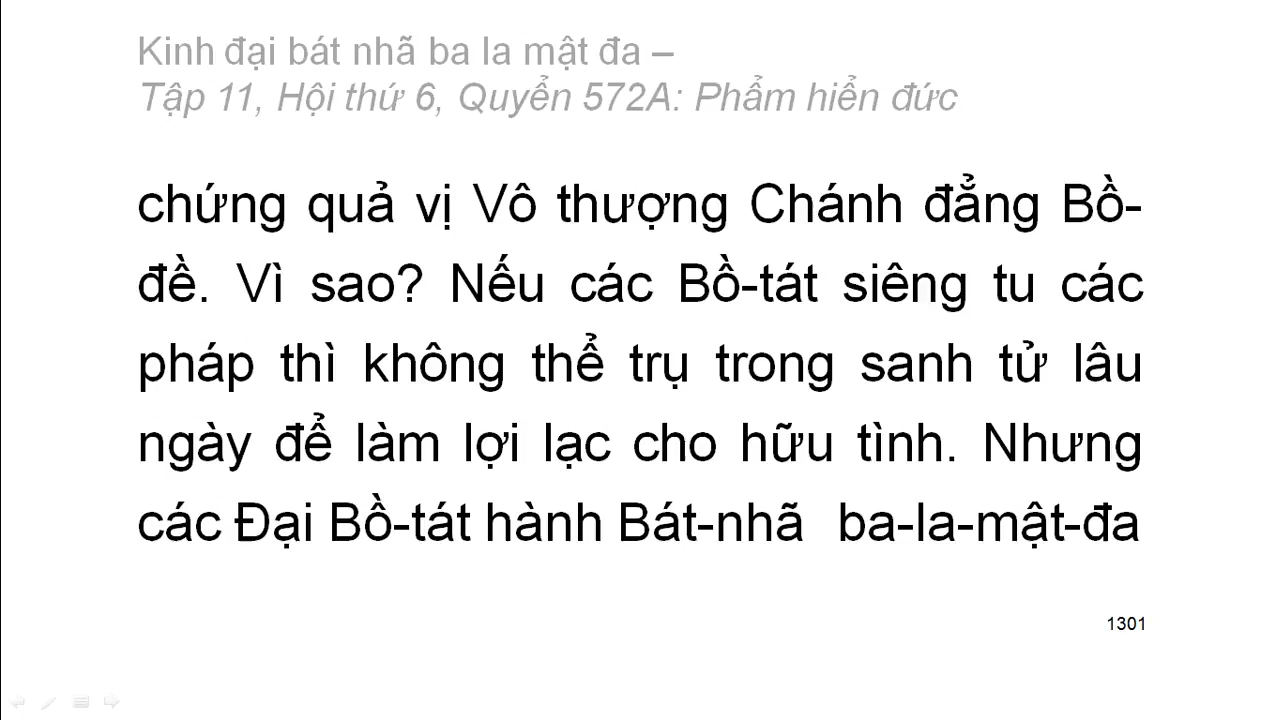 Kinh đại bát nhã ba la mật đa –
Tập 11, Hội thứ 6, Quyển 572A: Phẩm hiển đức
chứng quả vị Vô thượng Chánh đẳng Bồ-
đề. Vì sao? Nếu các Bồ-tát siêng tu các
pháp thì không thể trụ trong sanh tử lâu
ngày để làm lợi lạc cho hữu tình. Nhưng
các Đại Bồ-tát hành Bát-nhã ba-la-mật-đa
1301